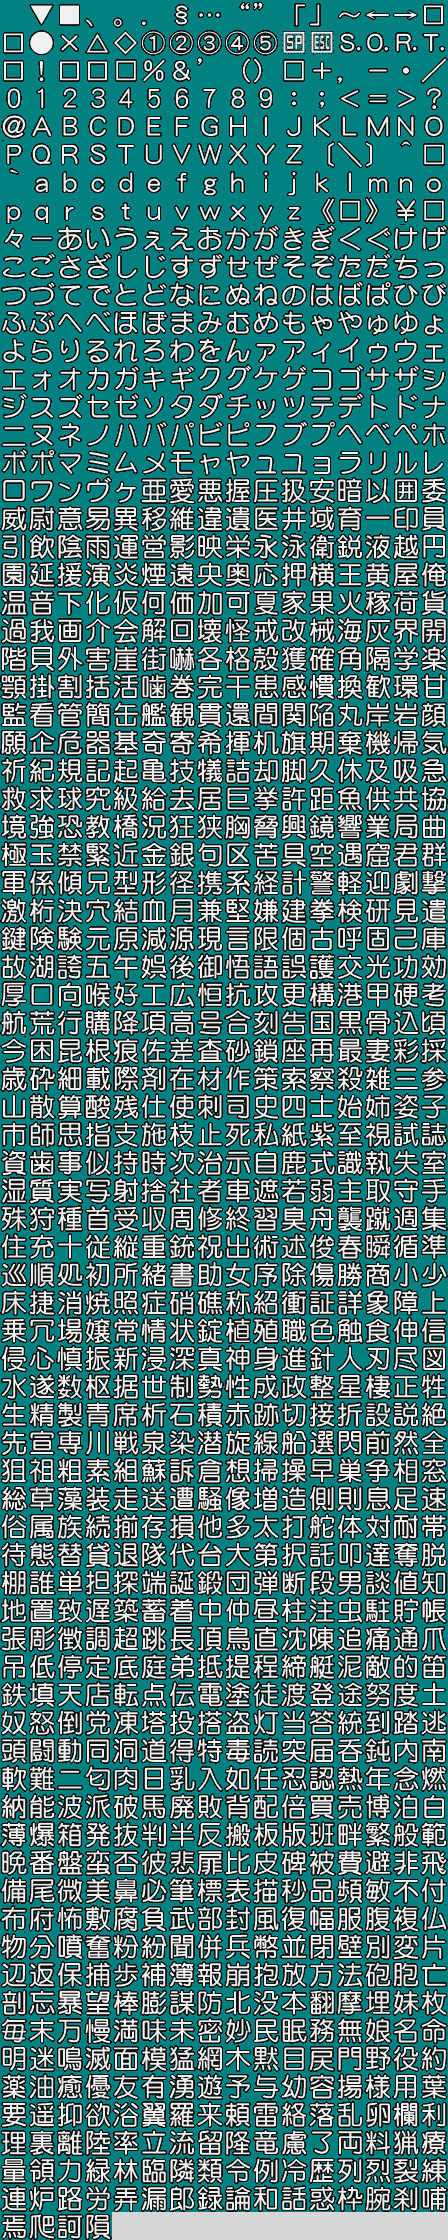 ▼■、。．§…“”「」～←→□
□●×△◇①②③④⑤SP ESC S.O.R.T
□!□□□%&’()□+,－・／
0123456789:;<=>?
@ABCDEFGHIJKLMNO
PQRSTUVWXYZ〔＼〕^□
`abcdefghijklmno
pqrstuvwxyz《□》¥□
々ーあいうぇえおかがきぎくぐけげ
こごさざしじすずせぜそぞただちっ
つづてでとどなにぬねのはばぱひび
ふぶへべほぼまみむめもゃやゅゆょ
よらりるれろわをんァアィイゥウェ
エォオカガキギクグケゲコゴサザシ
ジスズセゼソタダチッツテデトドナ
ニヌネノハバパビピフブプヘベペホ
ボポマミムメモャヤュユョラリルレ
ロワンヴヶ亜愛悪握圧扱安暗以囲委
威尉意易異移維違遺医井域育一印員
引飲陰雨運営影映栄永泳衛鋭液越円
園延援演炎煙遠央奥応押横王黄屋俺
温音下化仮何価加可夏家果火稼荷貨
過我画介会解回壊怪戒改械海灰界開
階貝外害崖街嚇各格殻獲確角隔学楽
顎掛割括活噛巻完干患感慣換歓環甘
監看管簡缶艦観貫還問関陥丸岸岩顔
願企危器基奇寄希揮机旗期棄機帰気
祈紀規記起亀技犠詰却脚久休及吸急
救求球究級給去居巨挙許距魚供共協
境強恐教橋況狂狭胸脅興鏡響業局曲
極玉禁緊近金銀句区苦具空遇窟君群
軍係傾兄型形径携系経計警軽迎劇撃
激桁決穴結血月兼堅嫌建拳検研見遣
鍵険験元原減源現言限個古呼固己庫
故湖誇五午娯後御悟語誤護交光功効
厚口向喉好工広恒抗攻更構港甲硬考
航荒行購降項高号合刻告国黒骨込頃
今困昆根痕佐差査砂鎖座再最妻彩採
歳砕細載際剤在材作策索察殺雑三参
山散算酸残仕使刺司史四士始姉姿子
市師思指支施枝止死私紙紫至視試誌
資歯事似持時次治示自鹿式識執失室
湿質実写射捨社者車遮若弱主取守手
殊狩種首受収周修終習臭舟襲蹴週集
住充十従縦重銃祝出術述俊春瞬循準
巡順処初所緒書助女序除傷勝商小少
床捷消焼照症硝礁称紹衝証詳象障上
乗冗場嬢常情状錠植殖職色触食伸信
侵心慎振新浸深真神身進針人刃尽図
水遂数枢据世制勢性成政整星棲正牲
生精製青席析石積赤跡切接折設説絶
先宣専川戦泉染潜旋線船選閃前然全
狙祖粗素組蘇訴倉想掃操早巣争相窓
総草藻装走送遭騒像増造側則息足速
俗属族続揃存損他多太打舵体対耐帯
待態替貸退隊代台大第択託叩達奪脱
棚誰単担探端誕鍛団弾断段男談値知
地置致遅築蓄着中仲昼柱注虫駐貯帳
張彫徴調超跳長頂鳥直沈陳追痛通爪
吊低停定底庭弟抵提程締艇泥敵的笛
鉄填天店転点伝電塗徒渡登途努度土
奴怒倒党凍塔投搭盗灯当答統到踏逃
頭闘動同洞道得特毒読突届呑鈍内南
軟難二匂肉日乳入如任忍認熱年念燃
納能波派破馬廃敗背配倍買売博泊白
薄爆箱発抜判半反搬板版班畔繁般範
晩番盤蛮否彼悲扉比皮碑被費避非飛
備尾微美鼻必筆標表描秒品頻敏不付
布府怖敷腐負武部封風復幅服腹複仏
物分噴奮粉紛聞併兵幣並閉壁別変片
辺返保捕歩補簿報崩抱放方法砲胞亡
剖忘暴望棒膨謀防北没本翻摩埋妹枚
毎末万慢満味未密妙民眠務無娘名命
明迷鳴滅面模猛網木黙目戻門野役約
薬油癒優友有湧遊予与幼容揚様用葉
要遥抑欲浴翼羅来頼雷絡落乱卵欄利
理裏離陸率立流留隆竜慮了両料猟療
量領力緑林臨隣類令例冷歴列烈裂練
連炉路労弄漏郎録論和話惑枠腕刹哺
焉爬訶隕